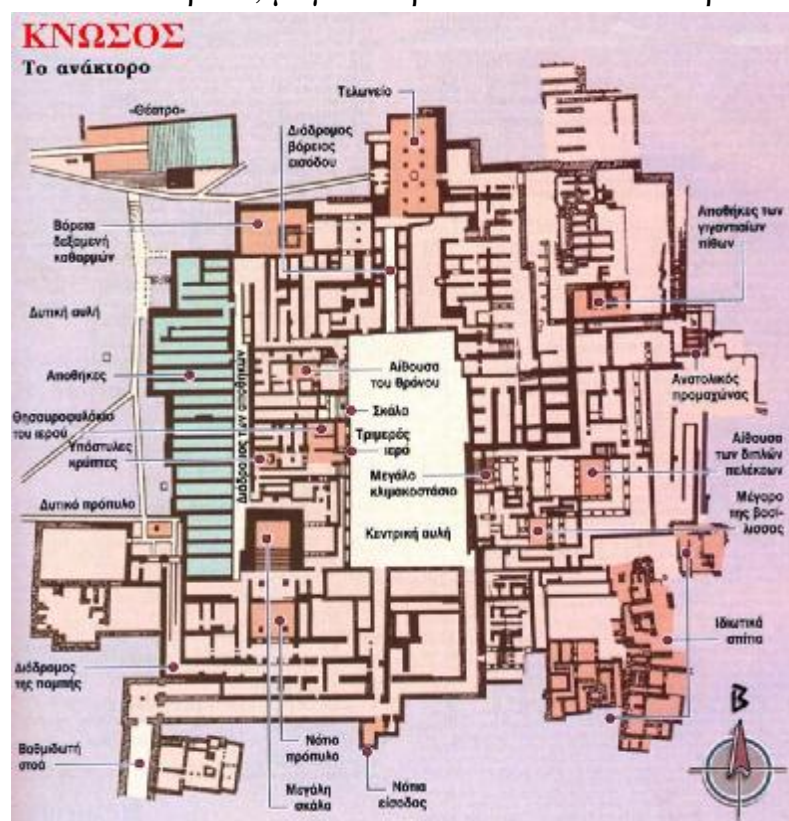 ΚΝΩΣΟΣ
Το ανάκτορο
Τελωνείο
«Θέατρο»
Διάδρομος
βόρειος
εισόδου
Βόρεια
δεξαμενή
καθαρμών
Αποθήκες των
γιγαντιαίων
πίθων
Δυτική αυλή
Αποθήκες
Διάδρομος των αποθηκών
Αίθουσα
του θρόνου
Ανατολικός
προμαχώνας
Σκάλα
Θησαυροφυλάκιο
του ιερού
Τριμερές
ιερό
Υπόστυλες
κρύπτες
Αίθουσα
των διπλών
πελέκεων
Μεγάλο
κλιμακοστάσιο
Μέγαρο
της βασί-
λισσας
Δυτικό πρόπυλο
Κεντρική αυλή
Ιδιωτικά
σπίτια
Διάδρομος
της πομπής
Β
Βαθμιδωτή
στοά
Νότιο
πρόπυλο
Μεγάλη
σκάλα
Νότια
είσοδος